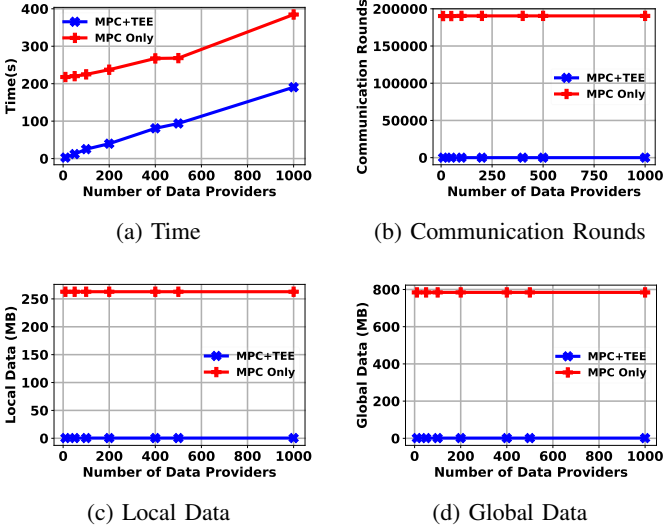 400
300
200
100
0
Time(s)
MPC+TEE
MPC Only
0 200 400 600 800 1000
Number of Data Providers
(a) Time
200000
150000
100000
50000
0
Communication Rounds
MPC+TEE
MPC Only
0 250 500 750 1000
Number of Data Providers
(b) Communication Rounds
250
200
150
100
50
0
Local Data (MB)
MPC+TEE
MPC Only
0 200 400 600 800 1000
Number of Data Providers
(c) Local Data
800
600
400
200
0
Global Data (MB)
MPC+TEE
MPC Only
0 200 400 600 800 1000
Number of Data Providers
(d) Global Data